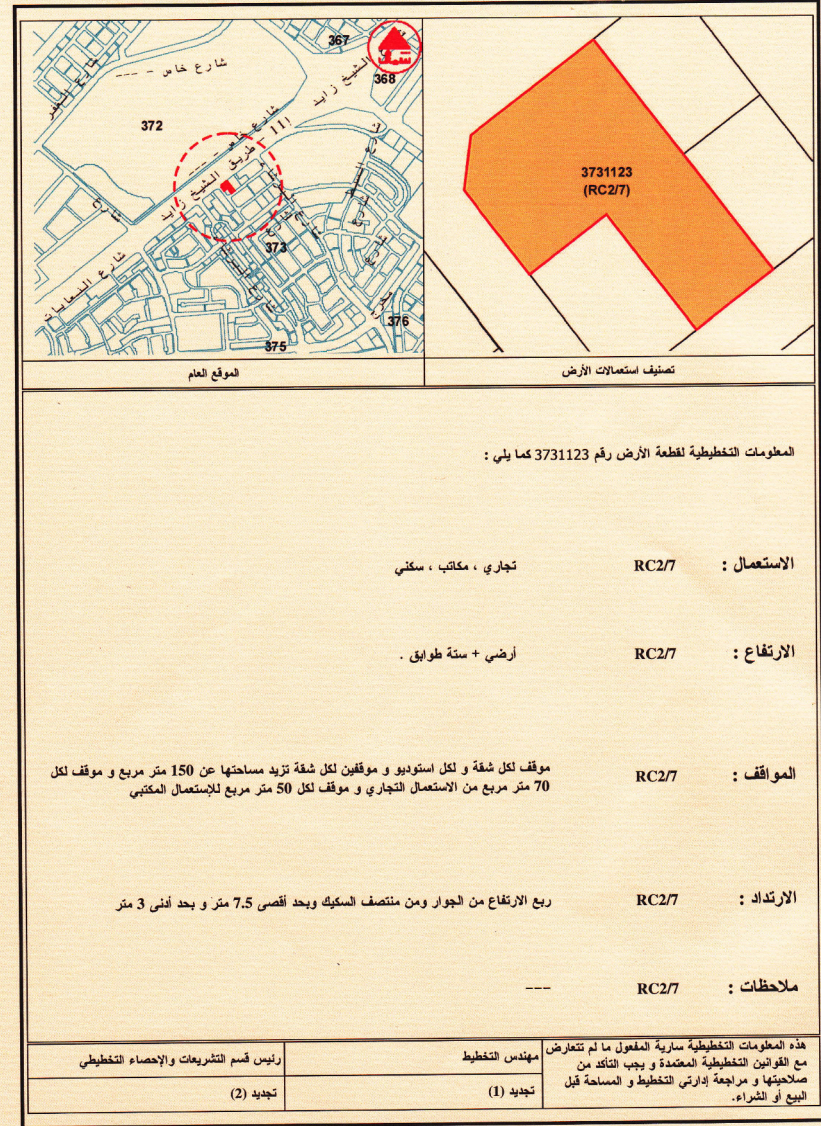 367
368
شارع خاص - ---
372
شارع خاص - ---
E11 - طريق الشيخ زايد
شارع
373
376
375
3731123
(RC2/7)
الموقع العام
تصنيف استعمالات الأرض
المعلومات التخطيطية لقطعة الأرض رقم 3731123 كما يلي :
الاستعمال : RC2/7 تجاري ، مكاتب ، سكني
الارتفاع : RC2/7 أرضي + ستة طوابق .
المواقف : RC2/7 موقف لكل شقة و لكل استوديو و موقفين لكل شقة تزيد مساحتها عن 150 متر مربع و موقف لكل
70 متر مربع من الاستعمال التجاري و موقف لكل 50 متر مربع للإستعمال المكتبي
الارتداد : RC2/7 ربع الارتفاع من الجوار ومن منتصف السكيك وبحد أقصى 7.5 متر و بحد أدنى 3 متر
ملاحظات : RC2/7 ---
هذه المعلومات التخطيطية سارية المفعول ما لم تتعارض
مع القوانين التخطيطية المعتمدة و يجب التأكد من
صلاحيتها و مراجعة إدارتي التخطيط و المساحة قبل
البيع أو الشراء.
مهندس التخطيط
رئيس قسم التشريعات والإحصاء التخطيطي
تجديد (1)
تجديد (2)